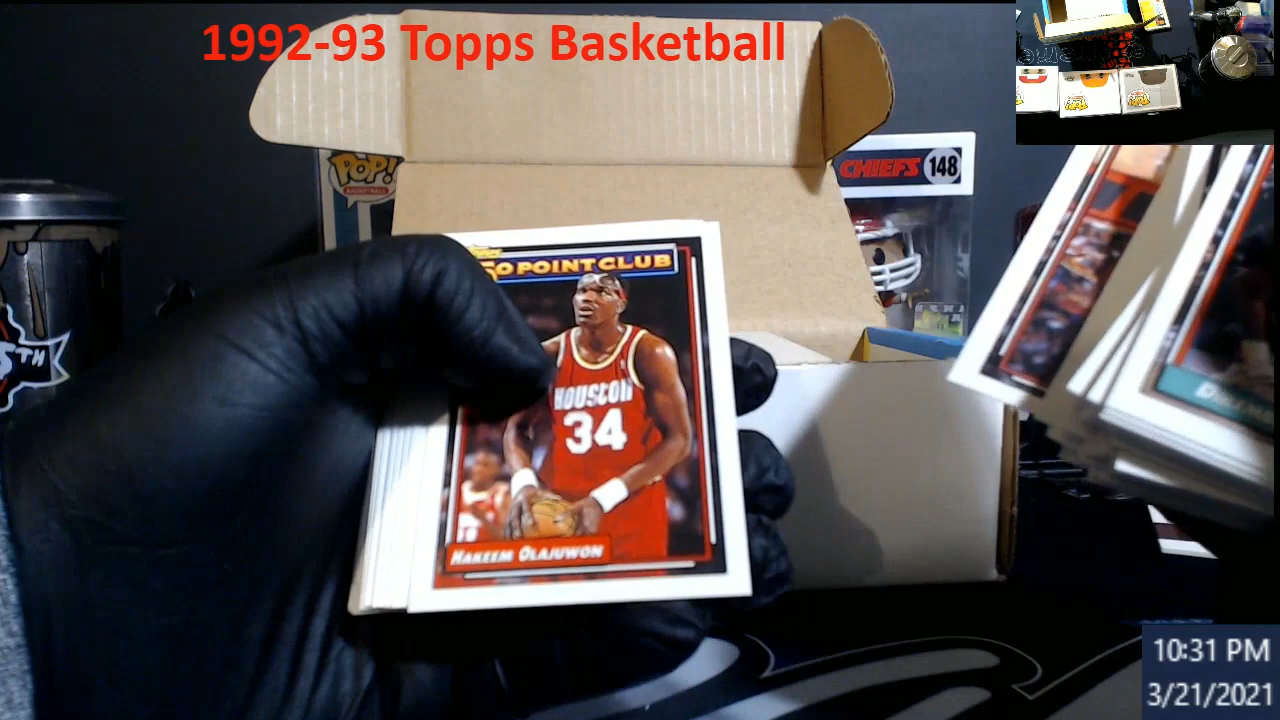 1992-93 Topps Basketball
POP!
BASKETBALL
CHIEFS 148
50 POINT CLUB
HOUSTON
34
HAKEEM OLAJUWON
5TH
10:31 PM
3/21/2021